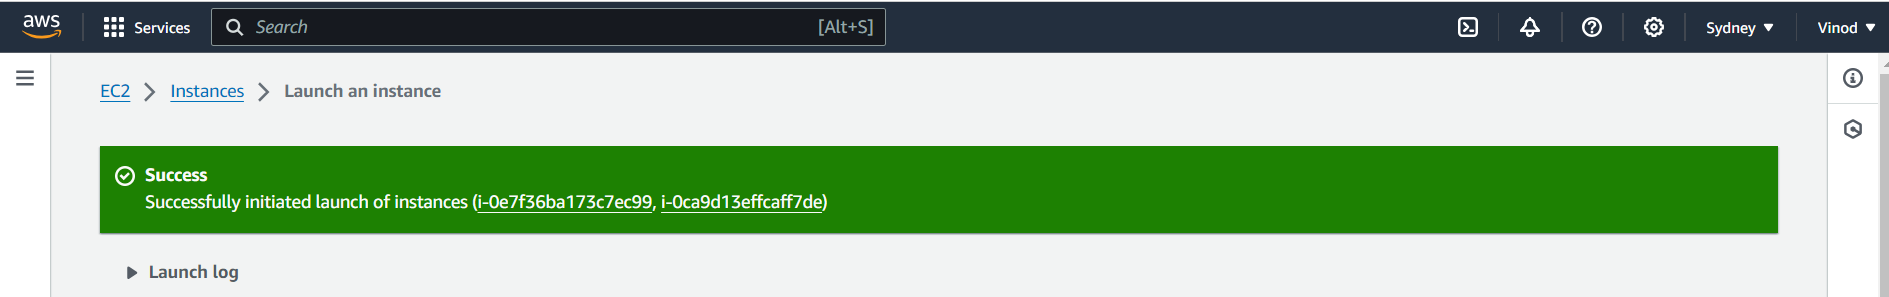 aws Services Search [Alt+S] Sydney Vinod
EC2 Instances Launch an instance
Success
Successfully initiated launch of instances (i-0e7f36ba173c7ec99, i-0ca9d13effcaff7de)
Launch log